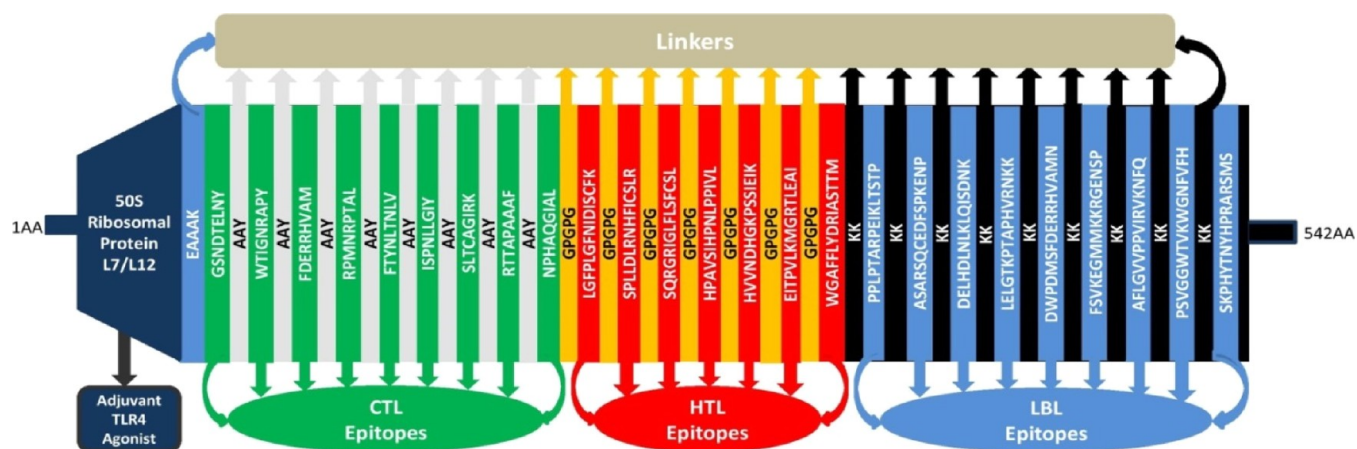 Linkers
1AA
50S
Ribosomal
Protein
L7/L12
EAAAK
GSNDTELNY
AAY
WTIGNRAPY
AAY
FDERRHVAM
AAY
RPMNRPTAL
AAY
FTYNLTNLV
AAY
ISPNLLGIY
AAY
SLTCAGIRK
AAY
RTTAPAAAF
AAY
NPHAQGIAL
GPGPG
LGFPLGFNIDISCFK
GPGPG
SPLLDLRNHFICSLR
GPGPG
SQRGRIGLFLSFCSL
GPGPG
HPAVSIHPNLPPIVL
GPGPG
HVVNDHGKPSSIEIK
GPGPG
EITPVLKMGRTLEAI
GPGPG
WGAFFLYDRIASTTM
KK
PPLPTARPEIKLTSTP
KK
ASARSQCEDFSPKENP
KK
DELHDLNLKLQISDNK
KK
LELGTKPTAPHVRNKK
KK
DWPDMSFDERRHVAMN
KK
FSVKEGMMKKRGENSP
KK
AFLGVVPPVIRVKNFQ
KK
PSVGGWTVKWGNFVFH
KK
SKPHYTNYHPRARSMS
542AA
Adjuvant
TLR4
Agonist
CTL
Epitopes
HTL
Epitopes
LBL
Epitopes